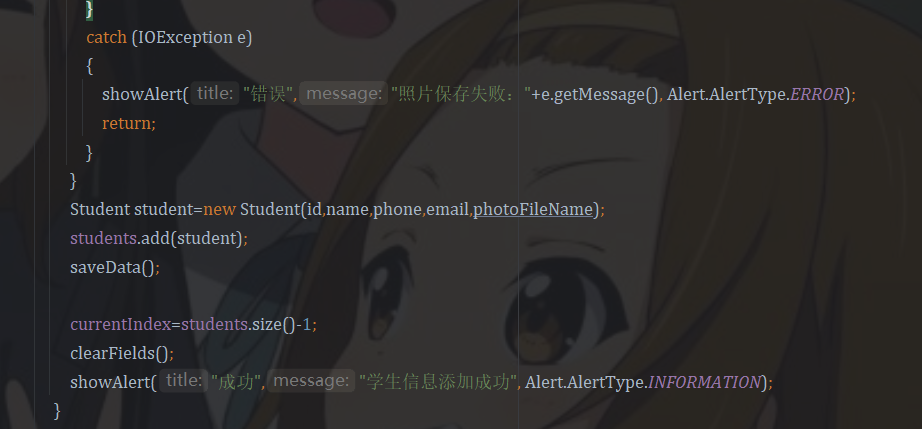 }
catch (IOException e)
{
showAlert( title: "错误", message: "照片保存失败："+e.getMessage(), Alert.AlertType.ERROR);
return;
}
}
Student student=new Student(id,name,phone,email,photoFileName);
students.add(student);
saveData();
currentIndex=students.size()-1;
clearFields();
showAlert( title: "成功", message: "学生信息添加成功", Alert.AlertType.INFORMATION);
}